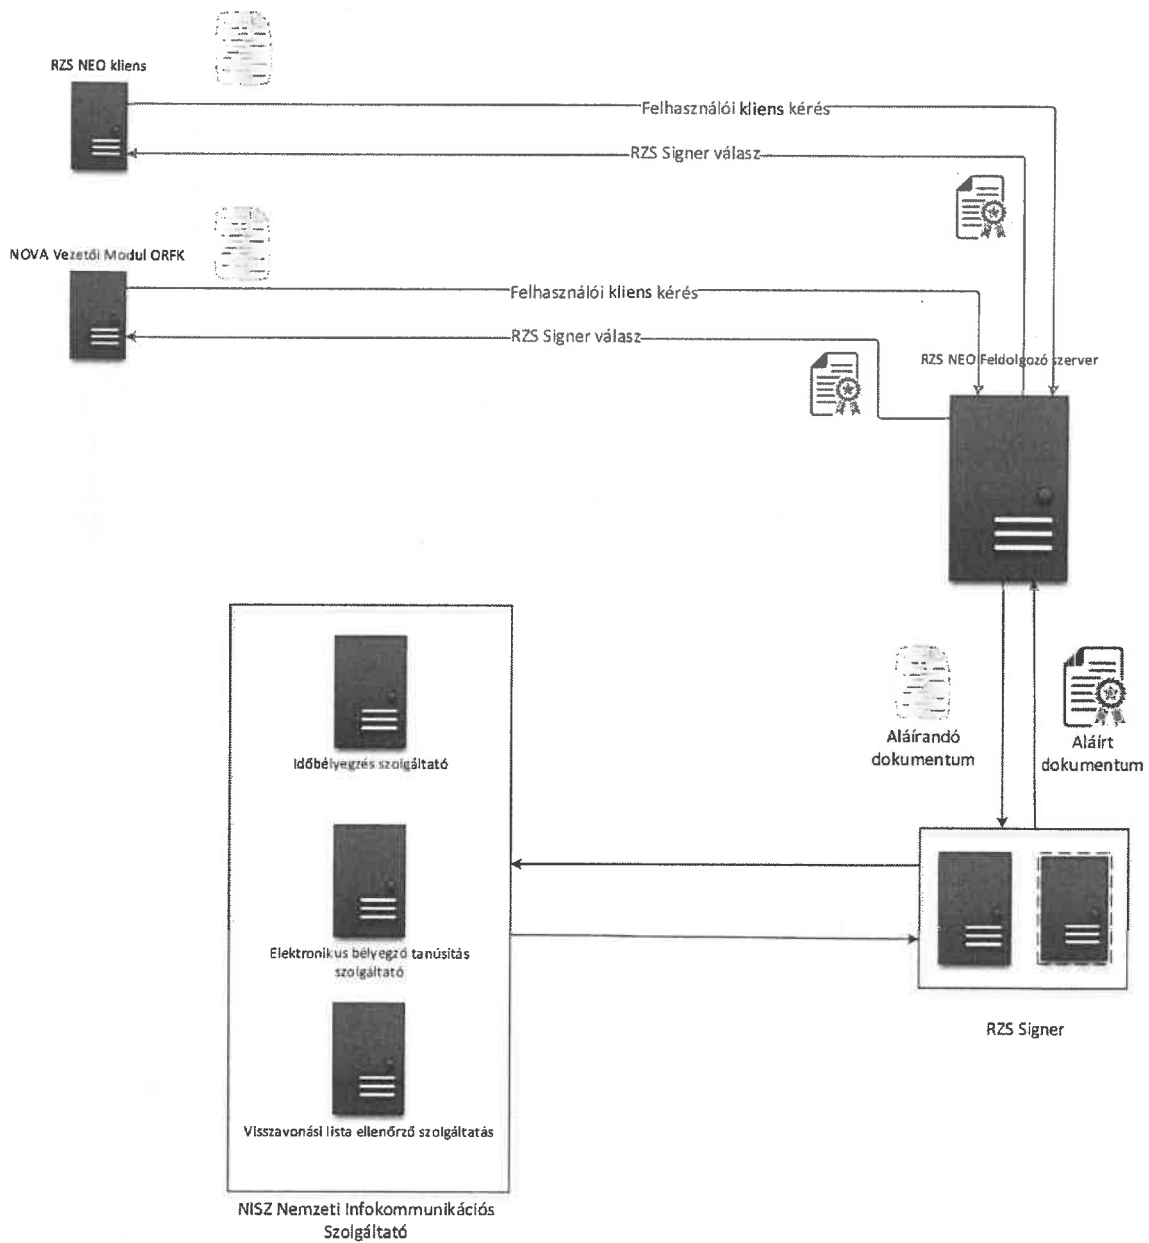 RZS NEO kliens
Felhasználói kliens kérés
RZS Signer válasz
NOVA Vezetői Modul ORFK
Felhasználói kliens kérés
RZS Signer válasz
RZS NEO Feldolgozó szerver
Aláírandó
dokumentum
Aláírt
dokumentum
Időbélyegzés szolgáltató
Elektronikus bélyegző tanúsítás
szolgáltató
Visszavonási lista ellenőrző szolgáltatás
RZS Signer
NISZ Nemzeti Infokommunikációs
Szolgáltató